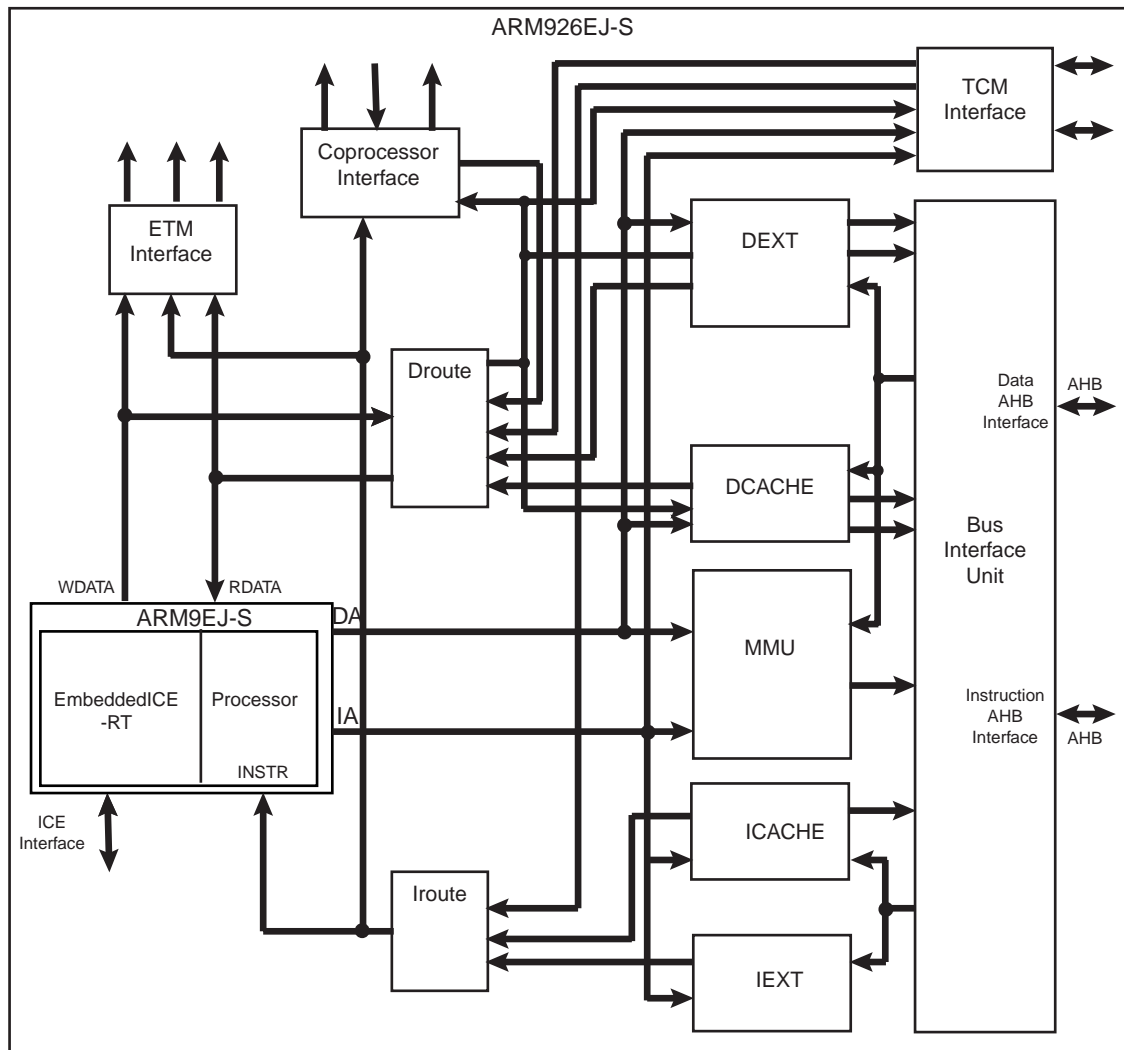 ARM926EJ-S
TCM
Interface
Coprocessor
Interface
ETM
Interface
DEXT
Droute
Data
AHB
Interface
AHB
DCACHE
Bus
Interface
Unit
WDATA
RDATA
ARM9EJ-S
DA
MMU
EmbeddedICE
-RT
Processor
IA
INSTR
Instruction
AHB
Interface
AHB
ICE
Interface
ICACHE
Iroute
IEXT